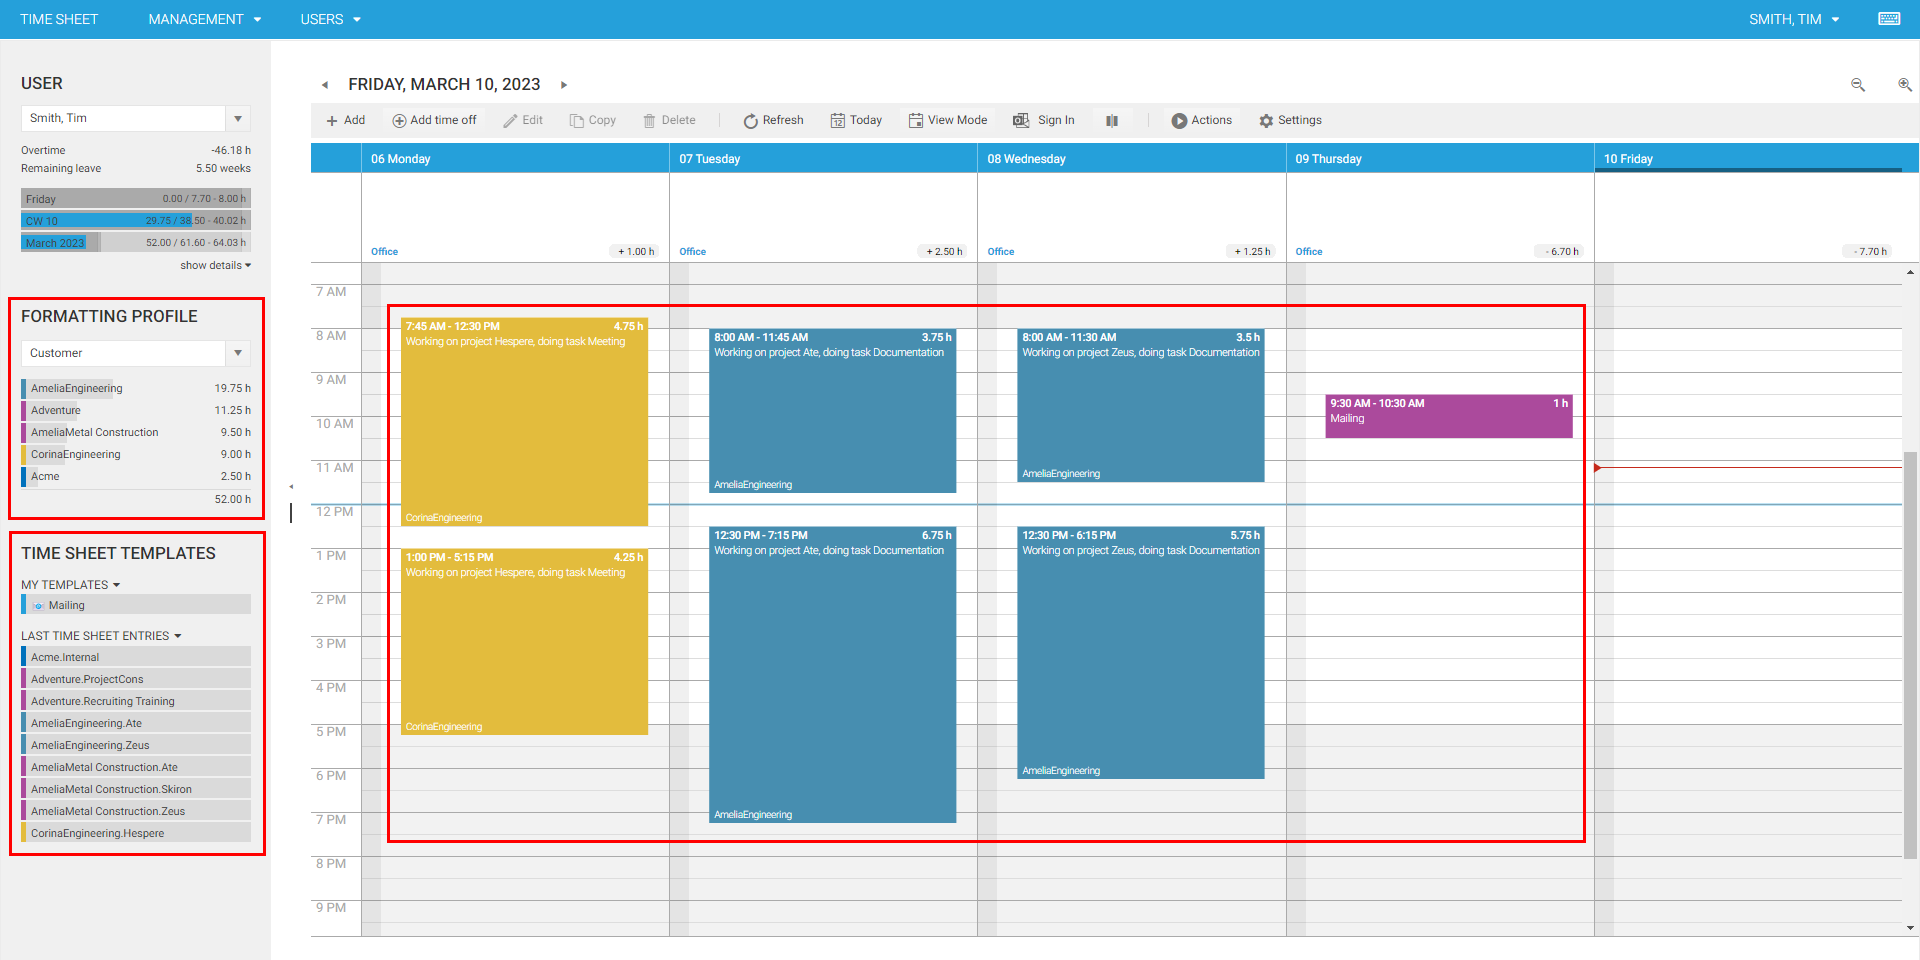 TIME SHEET MANAGEMENT USERS SMITH, TIM
USER
Smith, Tim
Overtime -46.18 h
Remaining leave 5.50 weeks
Friday 0.00 / 7.70 - 8.00 h
CW 10 29.75 / 38.50 - 40.02 h
March 2023 52.00 / 61.60 - 64.03 h
show details
FORMATTING PROFILE
Customer
AmeliaEngineering 19.75 h
Adventure 11.25 h
AmeliaMetal Construction 9.50 h
CorinaEngineering 9.00 h
Acme 2.50 h
52.00 h
TIME SHEET TEMPLATES
MY TEMPLATES
Mailing
LAST TIME SHEET ENTRIES
Acme.Internal
Adventure.ProjectCons
Adventure.Recruiting Training
AmeliaEngineering.Ate
AmeliaEngineering.Zeus
AmeliaMetal Construction.Ate
AmeliaMetal Construction.Skiron
AmeliaMetal Construction.Zeus
CorinaEngineering.Hespere
FRIDAY, MARCH 10, 2023
Add Add time off Edit Copy Delete Refresh 12 Today View Mode Sign In Actions Settings
06 Monday 07 Tuesday 08 Wednesday 09 Thursday 10 Friday
Office + 1.00 h Office + 2.50 h Office + 1.25 h Office - 6.70 h - 7.70 h
7 AM
8 AM
9 AM
10 AM
11 AM
12 PM
1 PM
2 PM
3 PM
4 PM
5 PM
6 PM
7 PM
8 PM
9 PM
7:45 AM - 12:30 PM 4.75 h
Working on project Hespere, doing task Meeting
CorinaEngineering
1:00 PM - 5:15 PM 4.25 h
Working on project Hespere, doing task Meeting
CorinaEngineering
8:00 AM - 11:45 AM 3.75 h
Working on project Ate, doing task Documentation
AmeliaEngineering
12:30 PM - 7:15 PM 6.75 h
Working on project Ate, doing task Documentation
AmeliaEngineering
8:00 AM - 11:30 AM 3.5 h
Working on project Zeus, doing task Documentation
AmeliaEngineering
12:30 PM - 6:15 PM 5.75 h
Working on project Zeus, doing task Documentation
AmeliaEngineering
9:30 AM - 10:30 AM 1 h
Mailing